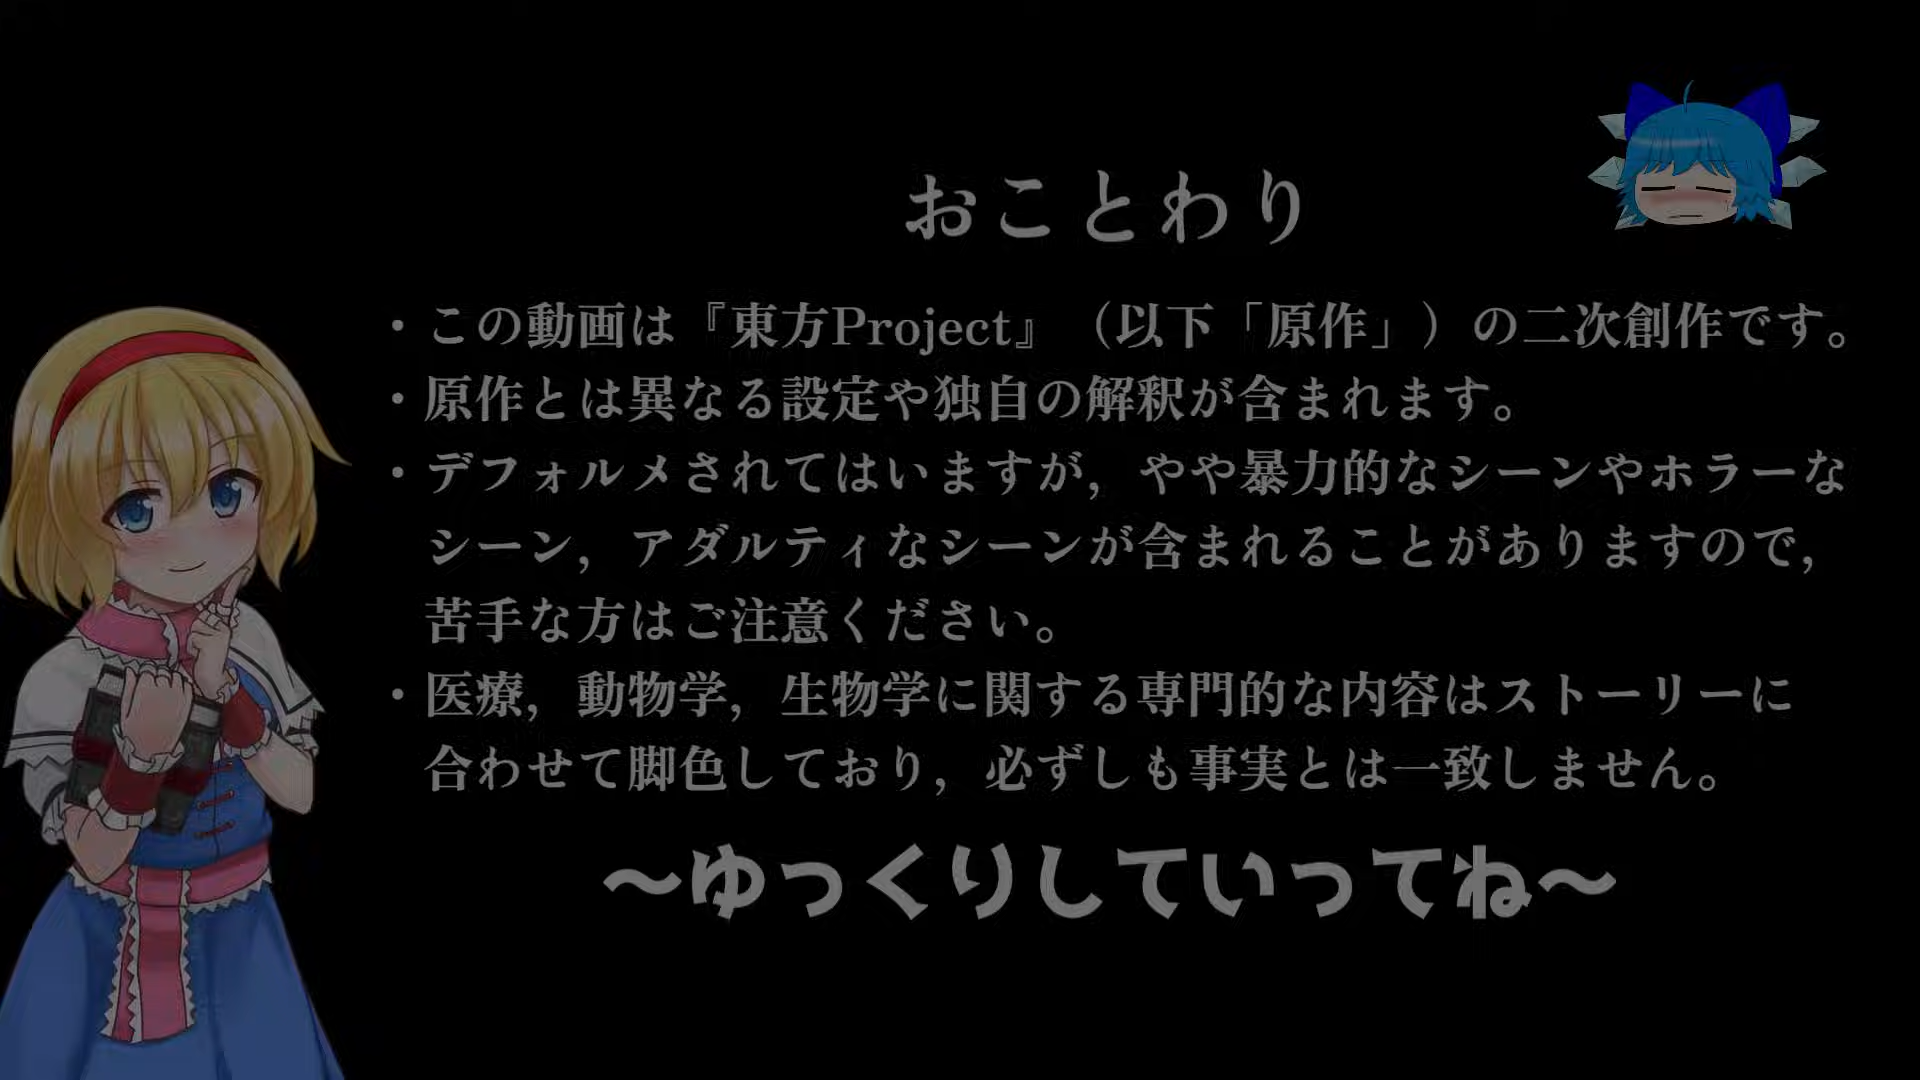 おことわり
・この動画は『東方Project』（以下「原作」）の二次創作です。
・原作とは異なる設定や独自の解釈が含まれます。
・デフォルメされてはいますが，やや暴力的なシーンやホラーな
シーン，アダルティなシーンが含まれることがありますので，
苦手な方はご注意ください。
・医療，動物学，生物学に関する専門的な内容はストーリーに
合わせて脚色しており，必ずしも事実とは一致しません。
～ゆっくりしていってね～